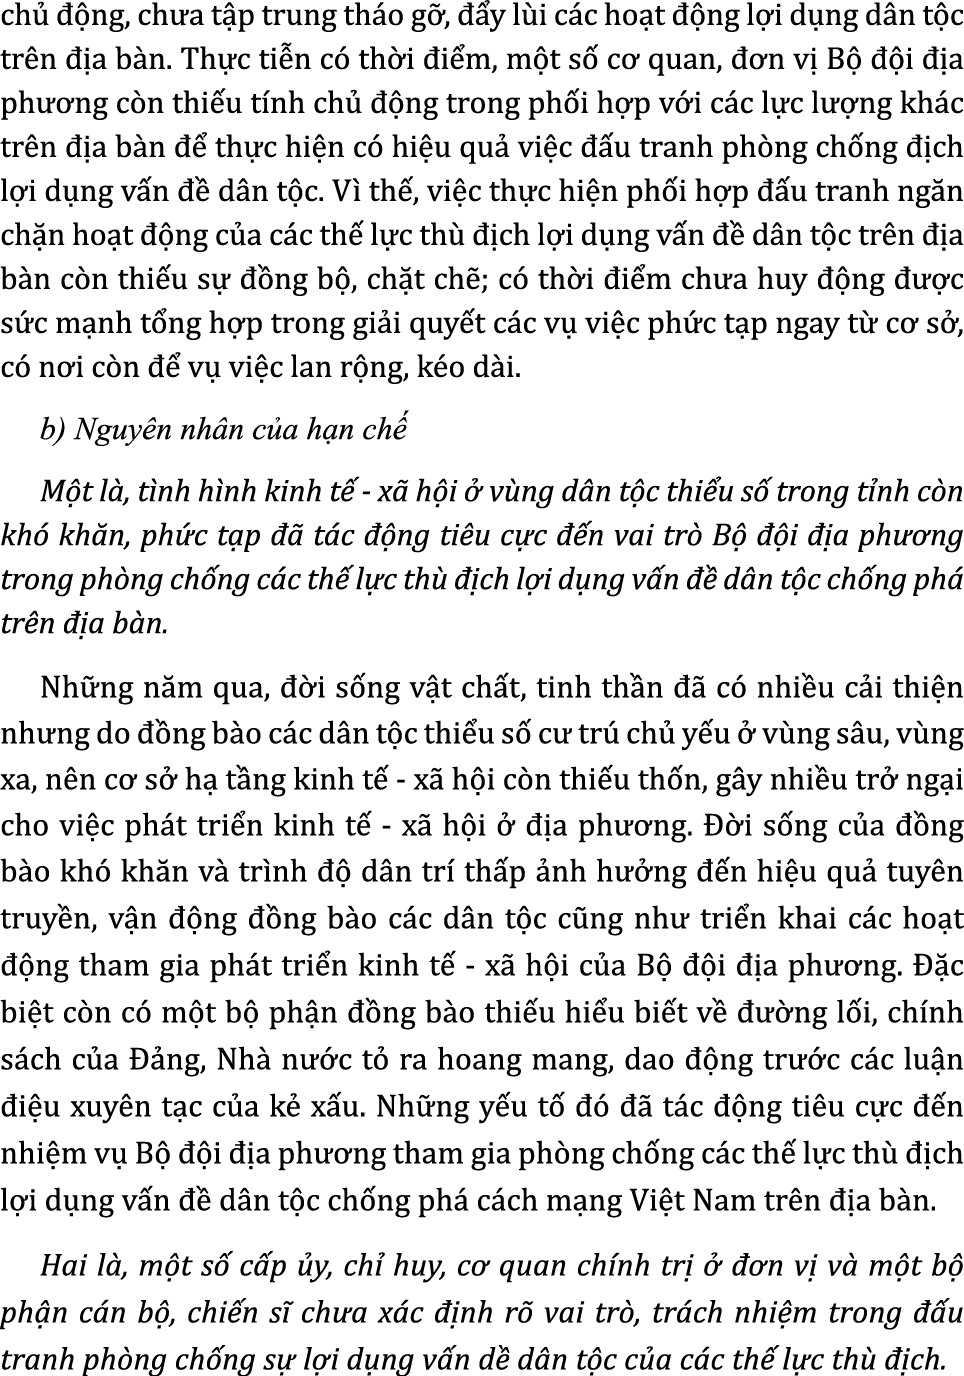 chủ động, chưa tập trung tháo gỡ, đẩy lùi các hoạt động lợi dụng dân tộc
trên địa bàn. Thực tiễn có thời điểm, một số cơ quan, đơn vị Bộ đội địa
phương còn thiếu tính chủ động trong phối hợp với các lực lượng khác
trên địa bàn để thực hiện có hiệu quả việc đấu tranh phòng chống địch
lợi dụng vấn đề dân tộc. Vì thế, việc thực hiện phối hợp đấu tranh ngăn
chặn hoạt động của các thế lực thù địch lợi dụng vấn đề dân tộc trên địa
bàn còn thiếu sự đồng bộ, chặt chẽ; có thời điểm chưa huy động được
sức mạnh tổng hợp trong giải quyết các vụ việc phức tạp ngay từ cơ sở,
có nơi còn để vụ việc lan rộng, kéo dài.
b) Nguyên nhân của hạn chế
Một là, tình hình kinh tế - xã hội ở vùng dân tộc thiểu số trong tỉnh còn
khó khăn, phức tạp đã tác động tiêu cực đến vai trò Bộ đội địa phương
trong phòng chống các thế lực thù địch lợi dụng vấn đề dân tộc chống phá
trên địa bàn.
Những năm qua, đời sống vật chất, tinh thần đã có nhiều cải thiện
nhưng do đồng bào các dân tộc thiểu số cư trú chủ yếu ở vùng sâu, vùng
xa, nên cơ sở hạ tầng kinh tế - xã hội còn thiếu thốn, gây nhiều trở ngại
cho việc phát triển kinh tế - xã hội ở địa phương. Đời sống của đồng
bào khó khăn và trình độ dân trí thấp ảnh hưởng đến hiệu quả tuyên
truyền, vận động đồng bào các dân tộc cũng như triển khai các hoạt
động tham gia phát triển kinh tế - xã hội của Bộ đội địa phương. Đặc
biệt còn có một bộ phận đồng bào thiếu hiểu biết về đường lối, chính
sách của Đảng, Nhà nước tỏ ra hoang mang, dao động trước các luận
điệu xuyên tạc của kẻ xấu. Những yếu tố đó đã tác động tiêu cực đến
nhiệm vụ Bộ đội địa phương tham gia phòng chống các thế lực thù địch
lợi dụng vấn đề dân tộc chống phá cách mạng Việt Nam trên địa bàn.
Hai là, một số cấp ủy, chỉ huy, cơ quan chính trị ở đơn vị và một bộ
phận cán bộ, chiến sĩ chưa xác định rõ vai trò, trách nhiệm trong đấu
tranh phòng chống sự lợi dụng vấn dề dân tộc của các thế lực thù địch.